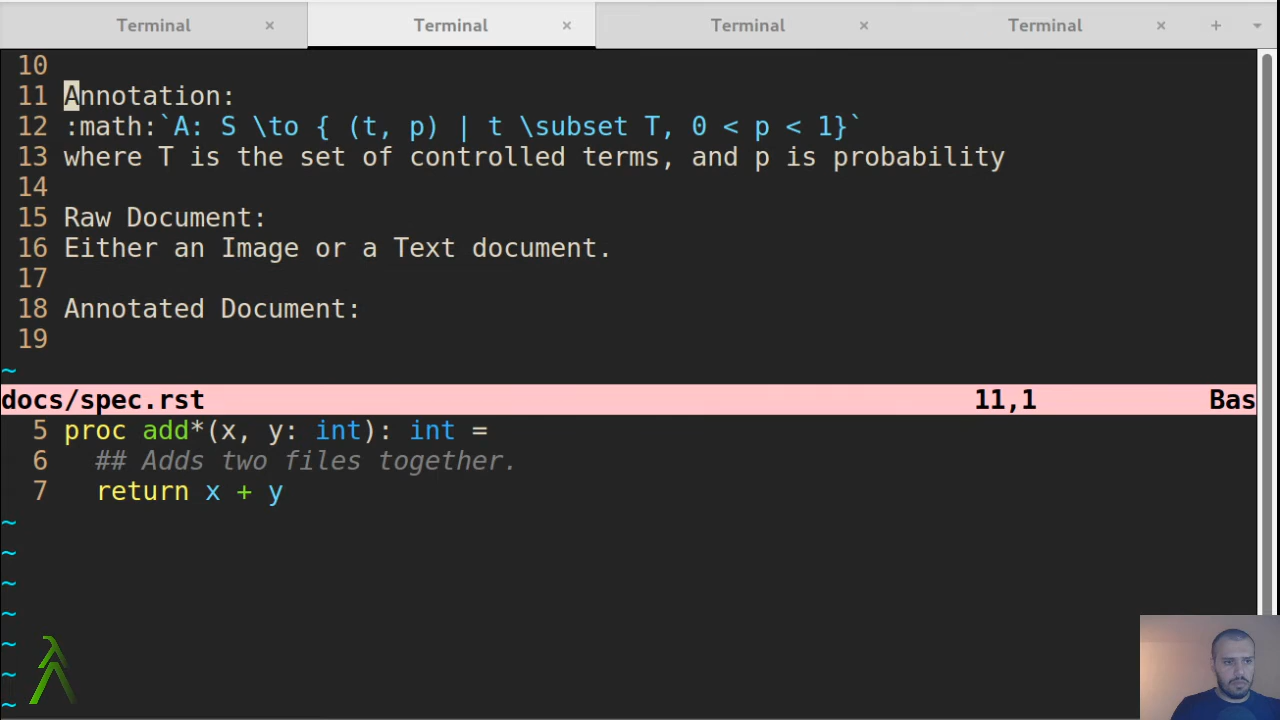 Terminal × Terminal × Terminal × Terminal × +
10
11 Annotation:
12 :math:`A: S \to { (t, p) | t \subset T, 0 < p < 1}`
13 where T is the set of controlled terms, and p is probability
14
15 Raw Document:
16 Either an Image or a Text document.
17
18 Annotated Document:
19
~
docs/spec.rst 11,1 Bas
5 proc add*(x, y: int): int =
6 ## Adds two files together.
7 return x + y
~
~
~
~
~
~
~